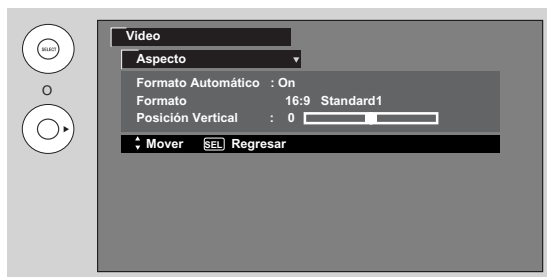 SELECT
O
Video
Aspecto
Formato Automático : On
Formato 16:9 Standard1
Posición Vertical : 0
Mover SEL Regresar